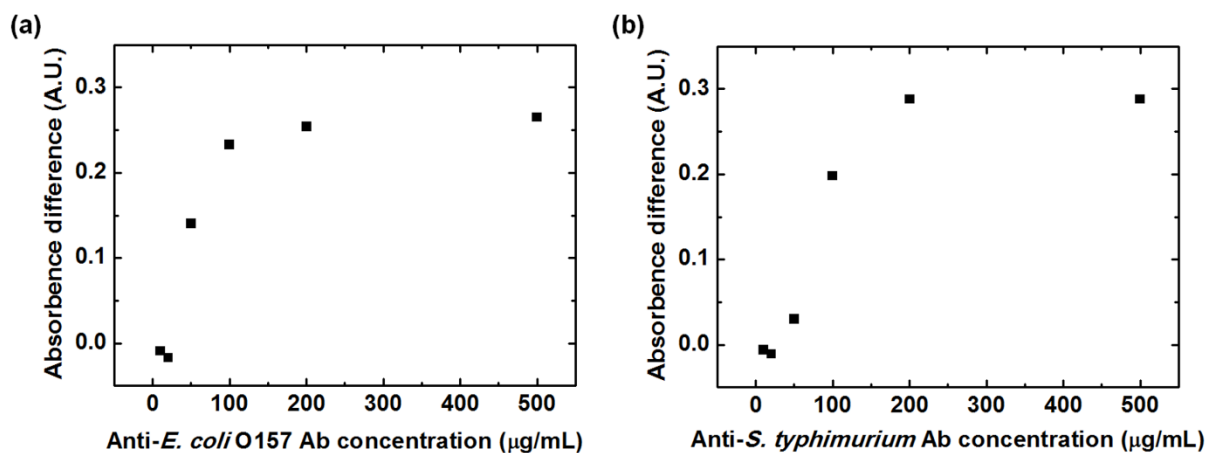 (a)
Absorbence difference (A.U.)
0.3
0.2
0.1
0.0
0 100 200 300 400 500
Anti-E. coli O157 Ab concentration (μg/mL)
(b)
Absorbence difference (A.U.)
0.3
0.2
0.1
0.0
0 100 200 300 400 500
Anti-S. typhimurium Ab concentration (μg/mL)